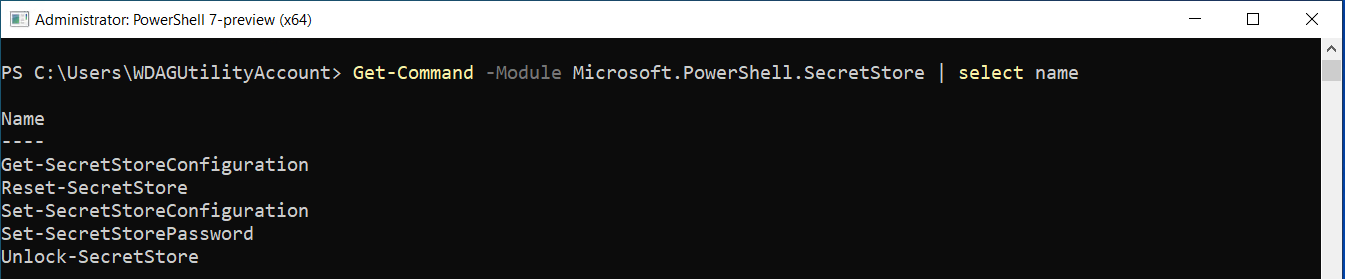 Administrator: PowerShell 7-preview (x64)
PS C:\Users\WDAGUtilityAccount> Get-Command -Module Microsoft.PowerShell.SecretStore | select name
Name
----
Get-SecretStoreConfiguration
Reset-SecretStore
Set-SecretStoreConfiguration
Set-SecretStorePassword
Unlock-SecretStore